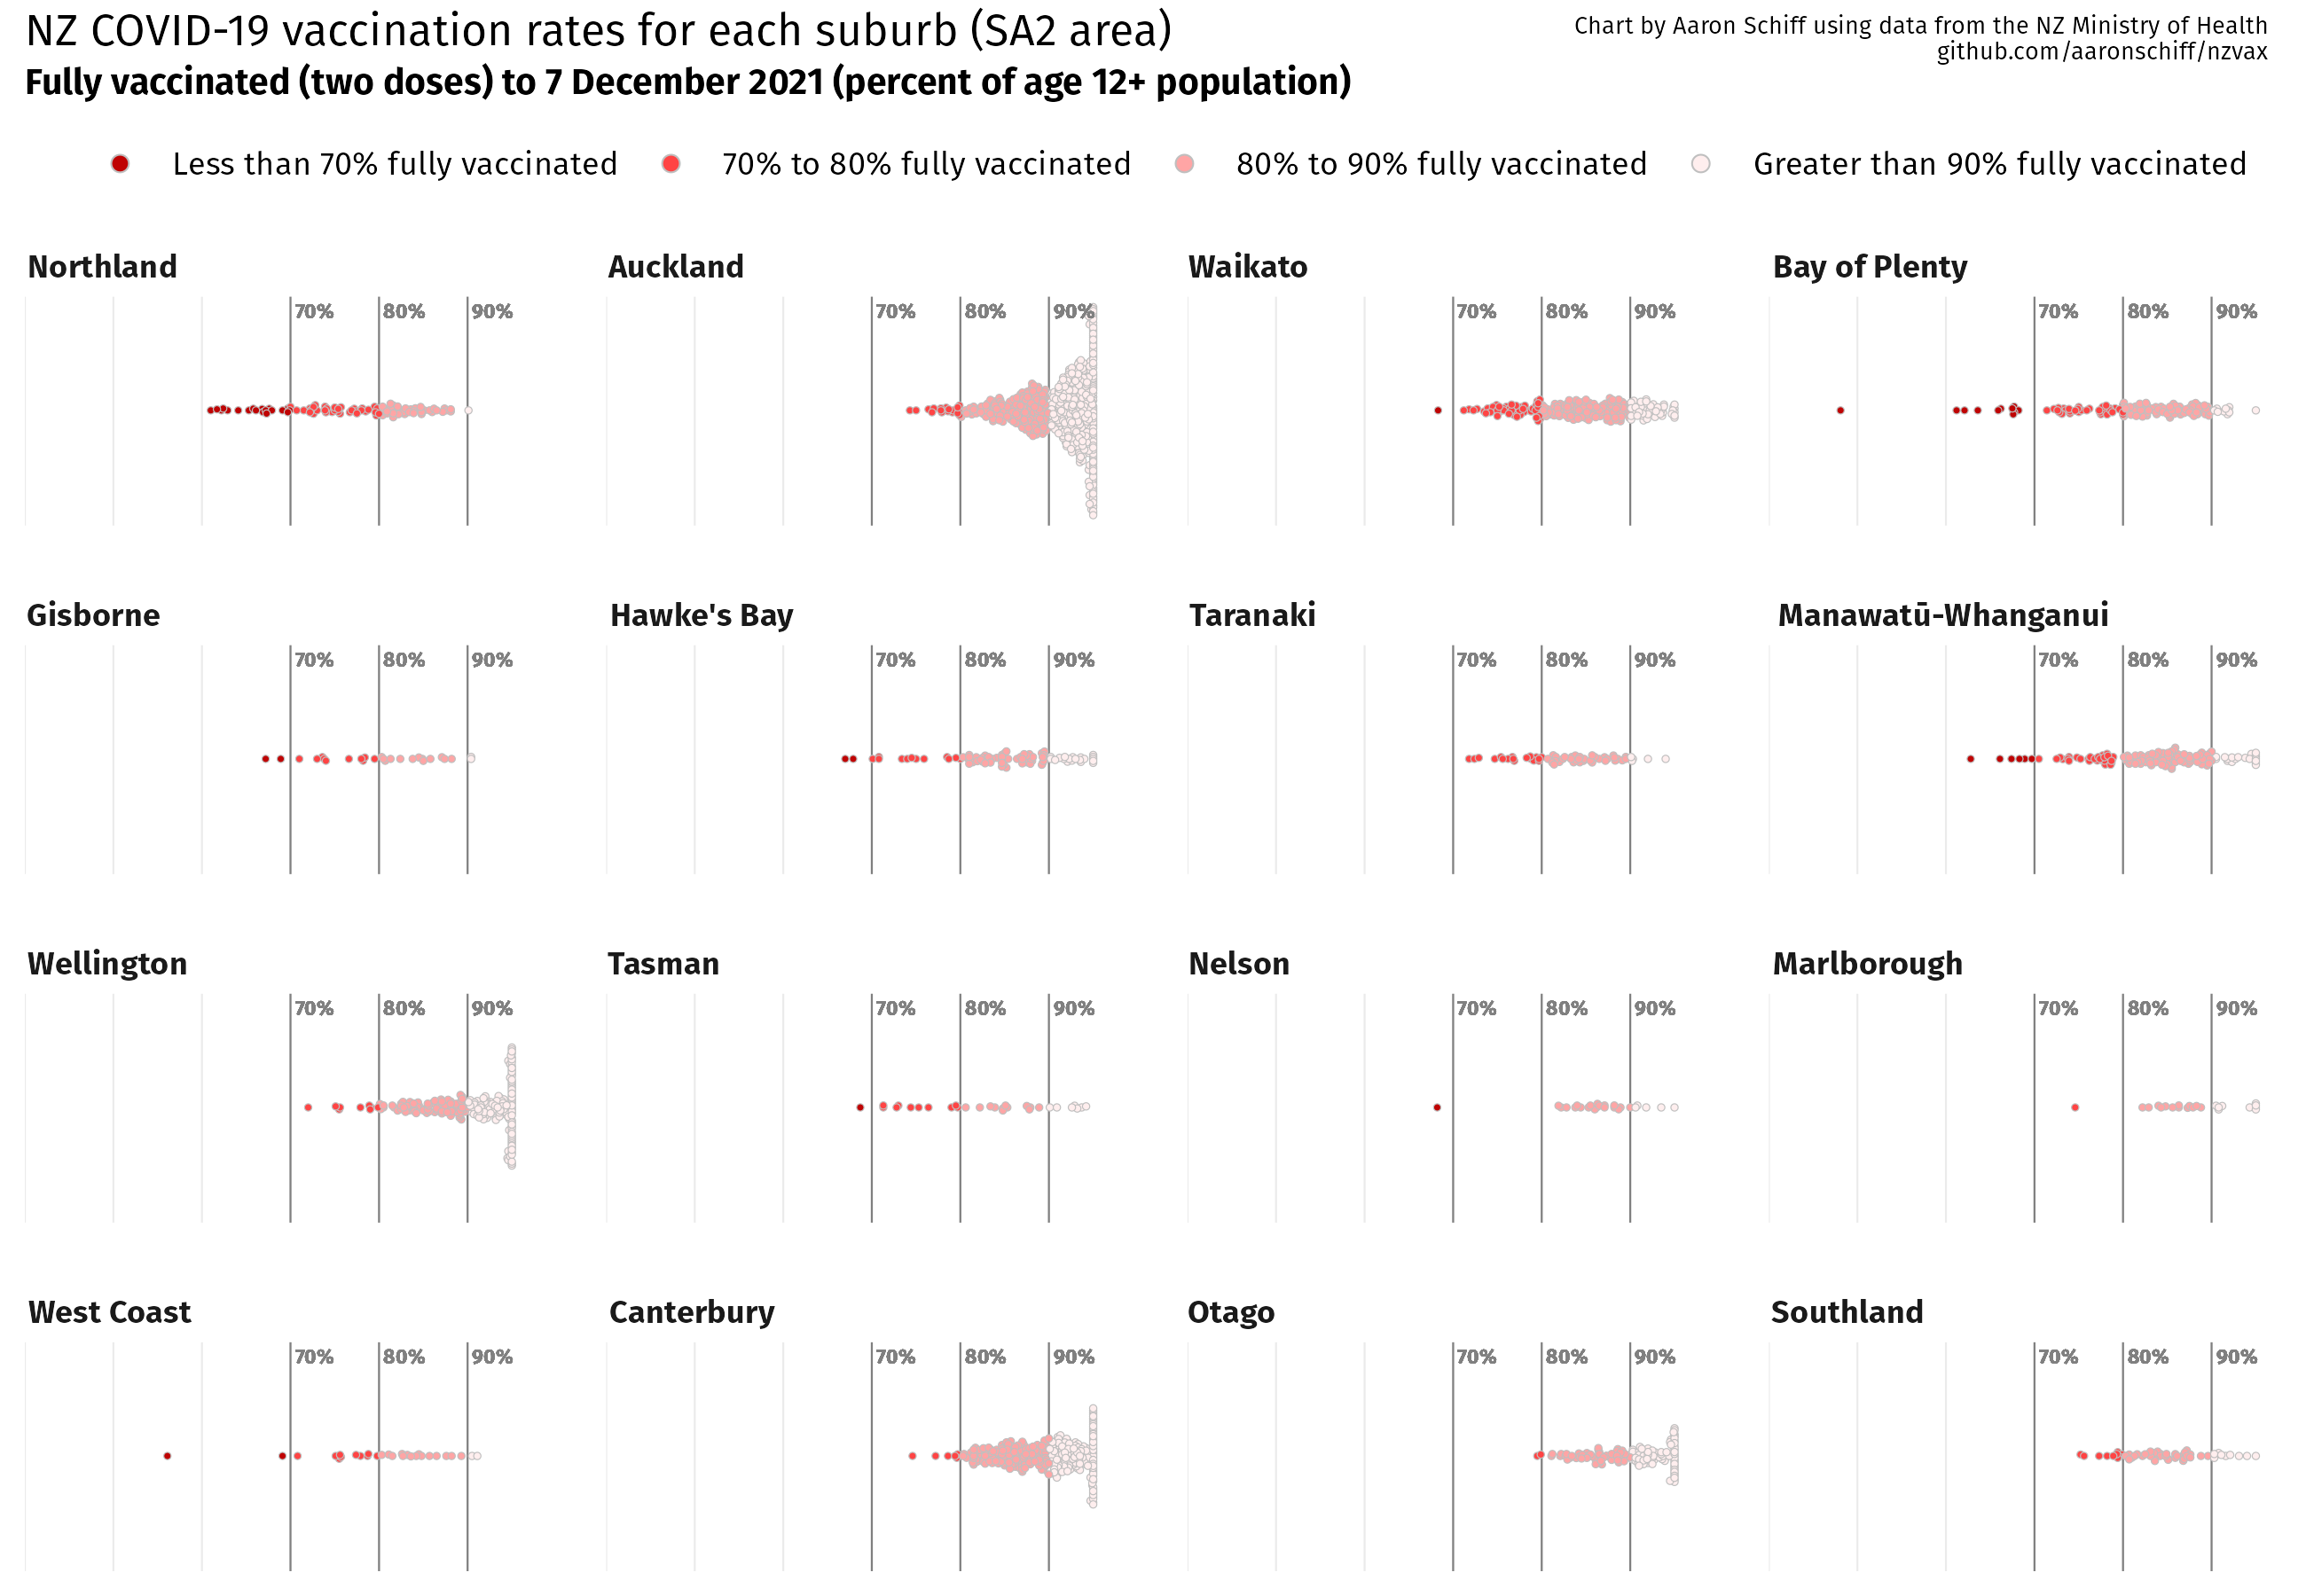 NZ COVID-19 vaccination rates for each suburb (SA2 area)
Fully vaccinated (two doses) to 7 December 2021 (percent of age 12+ population)
Chart by Aaron Schiff using data from the NZ Ministry of Health
github.com/aaronschiff/nzvax
Less than 70% fully vaccinated 70% to 80% fully vaccinated 80% to 90% fully vaccinated Greater than 90% fully vaccinated
Northland Auckland Waikato Bay of Plenty
70% 80% 90% 70% 80% 90% 70% 80% 90% 70% 80% 90%
Gisborne Hawke's Bay Taranaki Manawatū-Whanganui
70% 80% 90% 70% 80% 90% 70% 80% 90% 70% 80% 90%
Wellington Tasman Nelson Marlborough
70% 80% 90% 70% 80% 90% 70% 80% 90% 70% 80% 90%
West Coast Canterbury Otago Southland
70% 80% 90% 70% 80% 90% 70% 80% 90% 70% 80% 90%